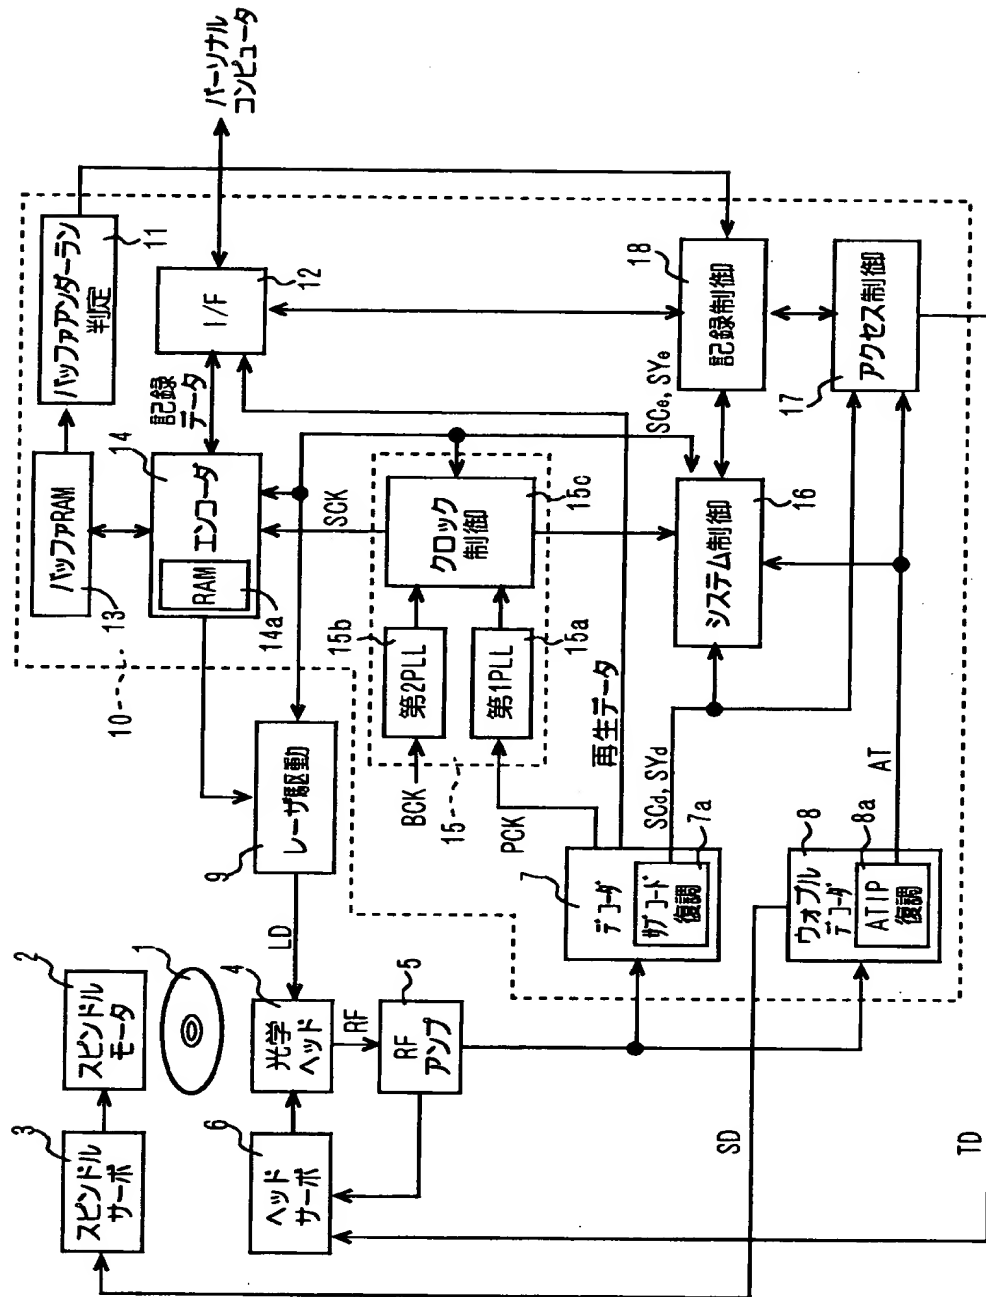 3
スピンドル
サーボ
2
スピンドル
モータ
1
6
ヘッド
サーボ
4
光学
ヘッド
LD
RF
5
RF
アンプ
9
レーザ駆動
10
13
バッファRAM
11
バッファアンダーラン
判定
14
エンコーダ
RAM
14a
記録
データ
12
I/F
パーソナル
コンピュータ
SCK
15
15b
第2PLL
BCK
15a
第1PLL
PCK
15c
クロック
制御
再生データ
SCe, SYe
18
記録制御
16
システム制御
17
アクセス制御
7
デコーダ
サブコード
復調
7a
SCd, SYd
8
ウォブル
デコーダ
ATIP
復調
8a
AT
SD
TD